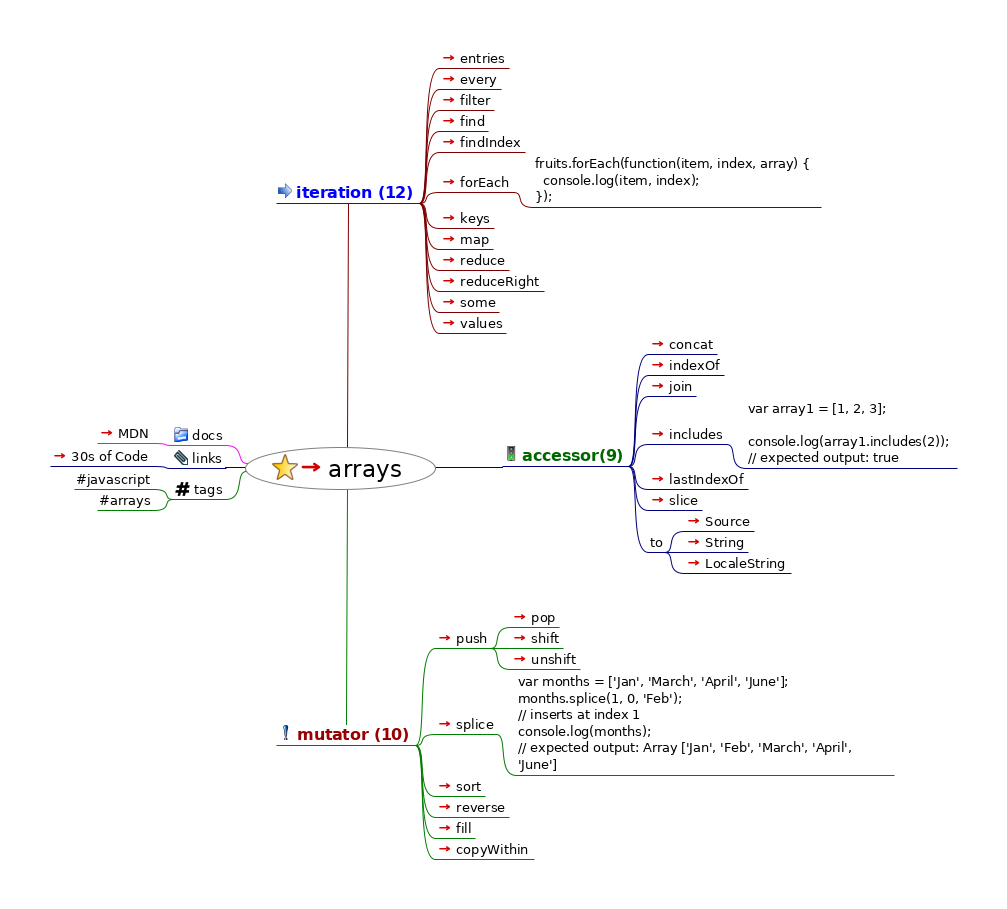 entries
every
filter
find
findIndex
fruits.forEach(function(item, index, array) {
forEach
console.log(item, index);
});
iteration (12)
keys
map
reduce
reduceRight
some
values
concat
indexOf
join
var array1 = [1, 2, 3];
includes
console.log(array1.includes(2));
// expected output: true
accessor(9)
lastIndexOf
slice
to
Source
String
LocaleString
MDN
docs
30s of Code
links
#javascript
#arrays
# tags
arrays
push
pop
shift
unshift
var months = ['Jan', 'March', 'April', 'June'];
months.splice(1, 0, 'Feb');
// inserts at index 1
splice
console.log(months);
// expected output: Array ['Jan', 'Feb', 'March', 'April',
'June']
! mutator (10)
sort
reverse
fill
copyWithin